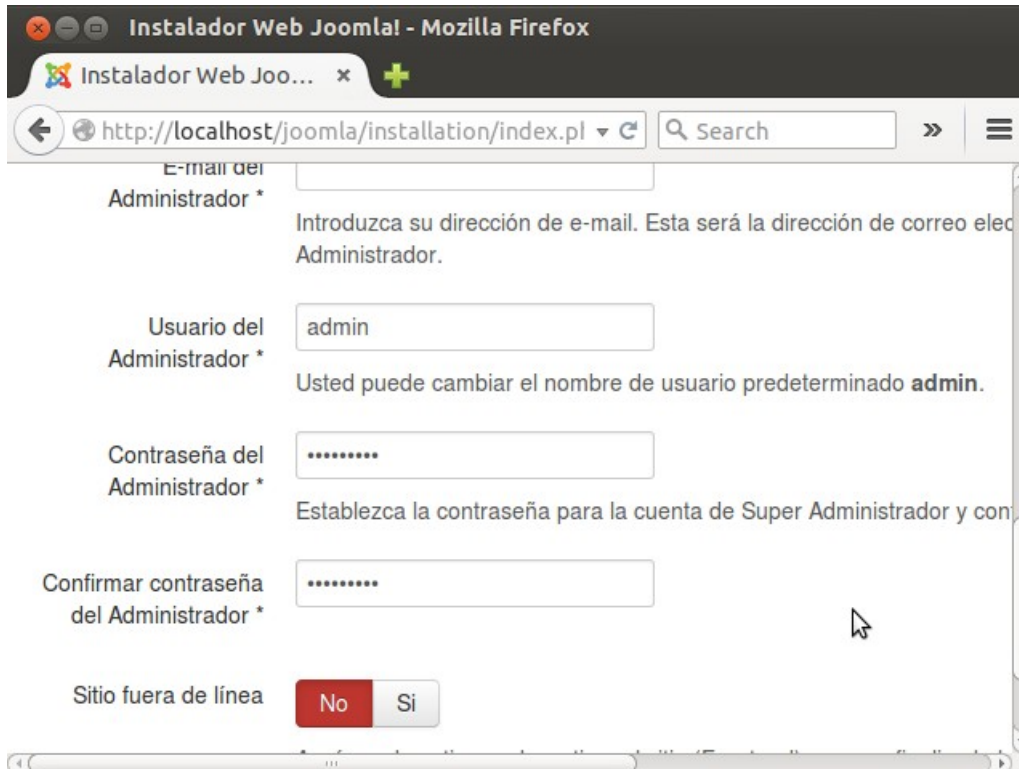 Instalador Web Joomla! - Mozilla Firefox
Instalador Web Joo...
http://localhost/joomla/installation/index.pl
Search
E-mail del
Administrador *
Introduzca su dirección de e-mail. Esta será la dirección de correo elec
Administrador.
Usuario del
Administrador *
admin
Usted puede cambiar el nombre de usuario predeterminado admin.
Contraseña del
Administrador *
•••••••••
Establezca la contraseña para la cuenta de Super Administrador y con
Confirmar contraseña
del Administrador *
•••••••••
Sitio fuera de línea
No
Si